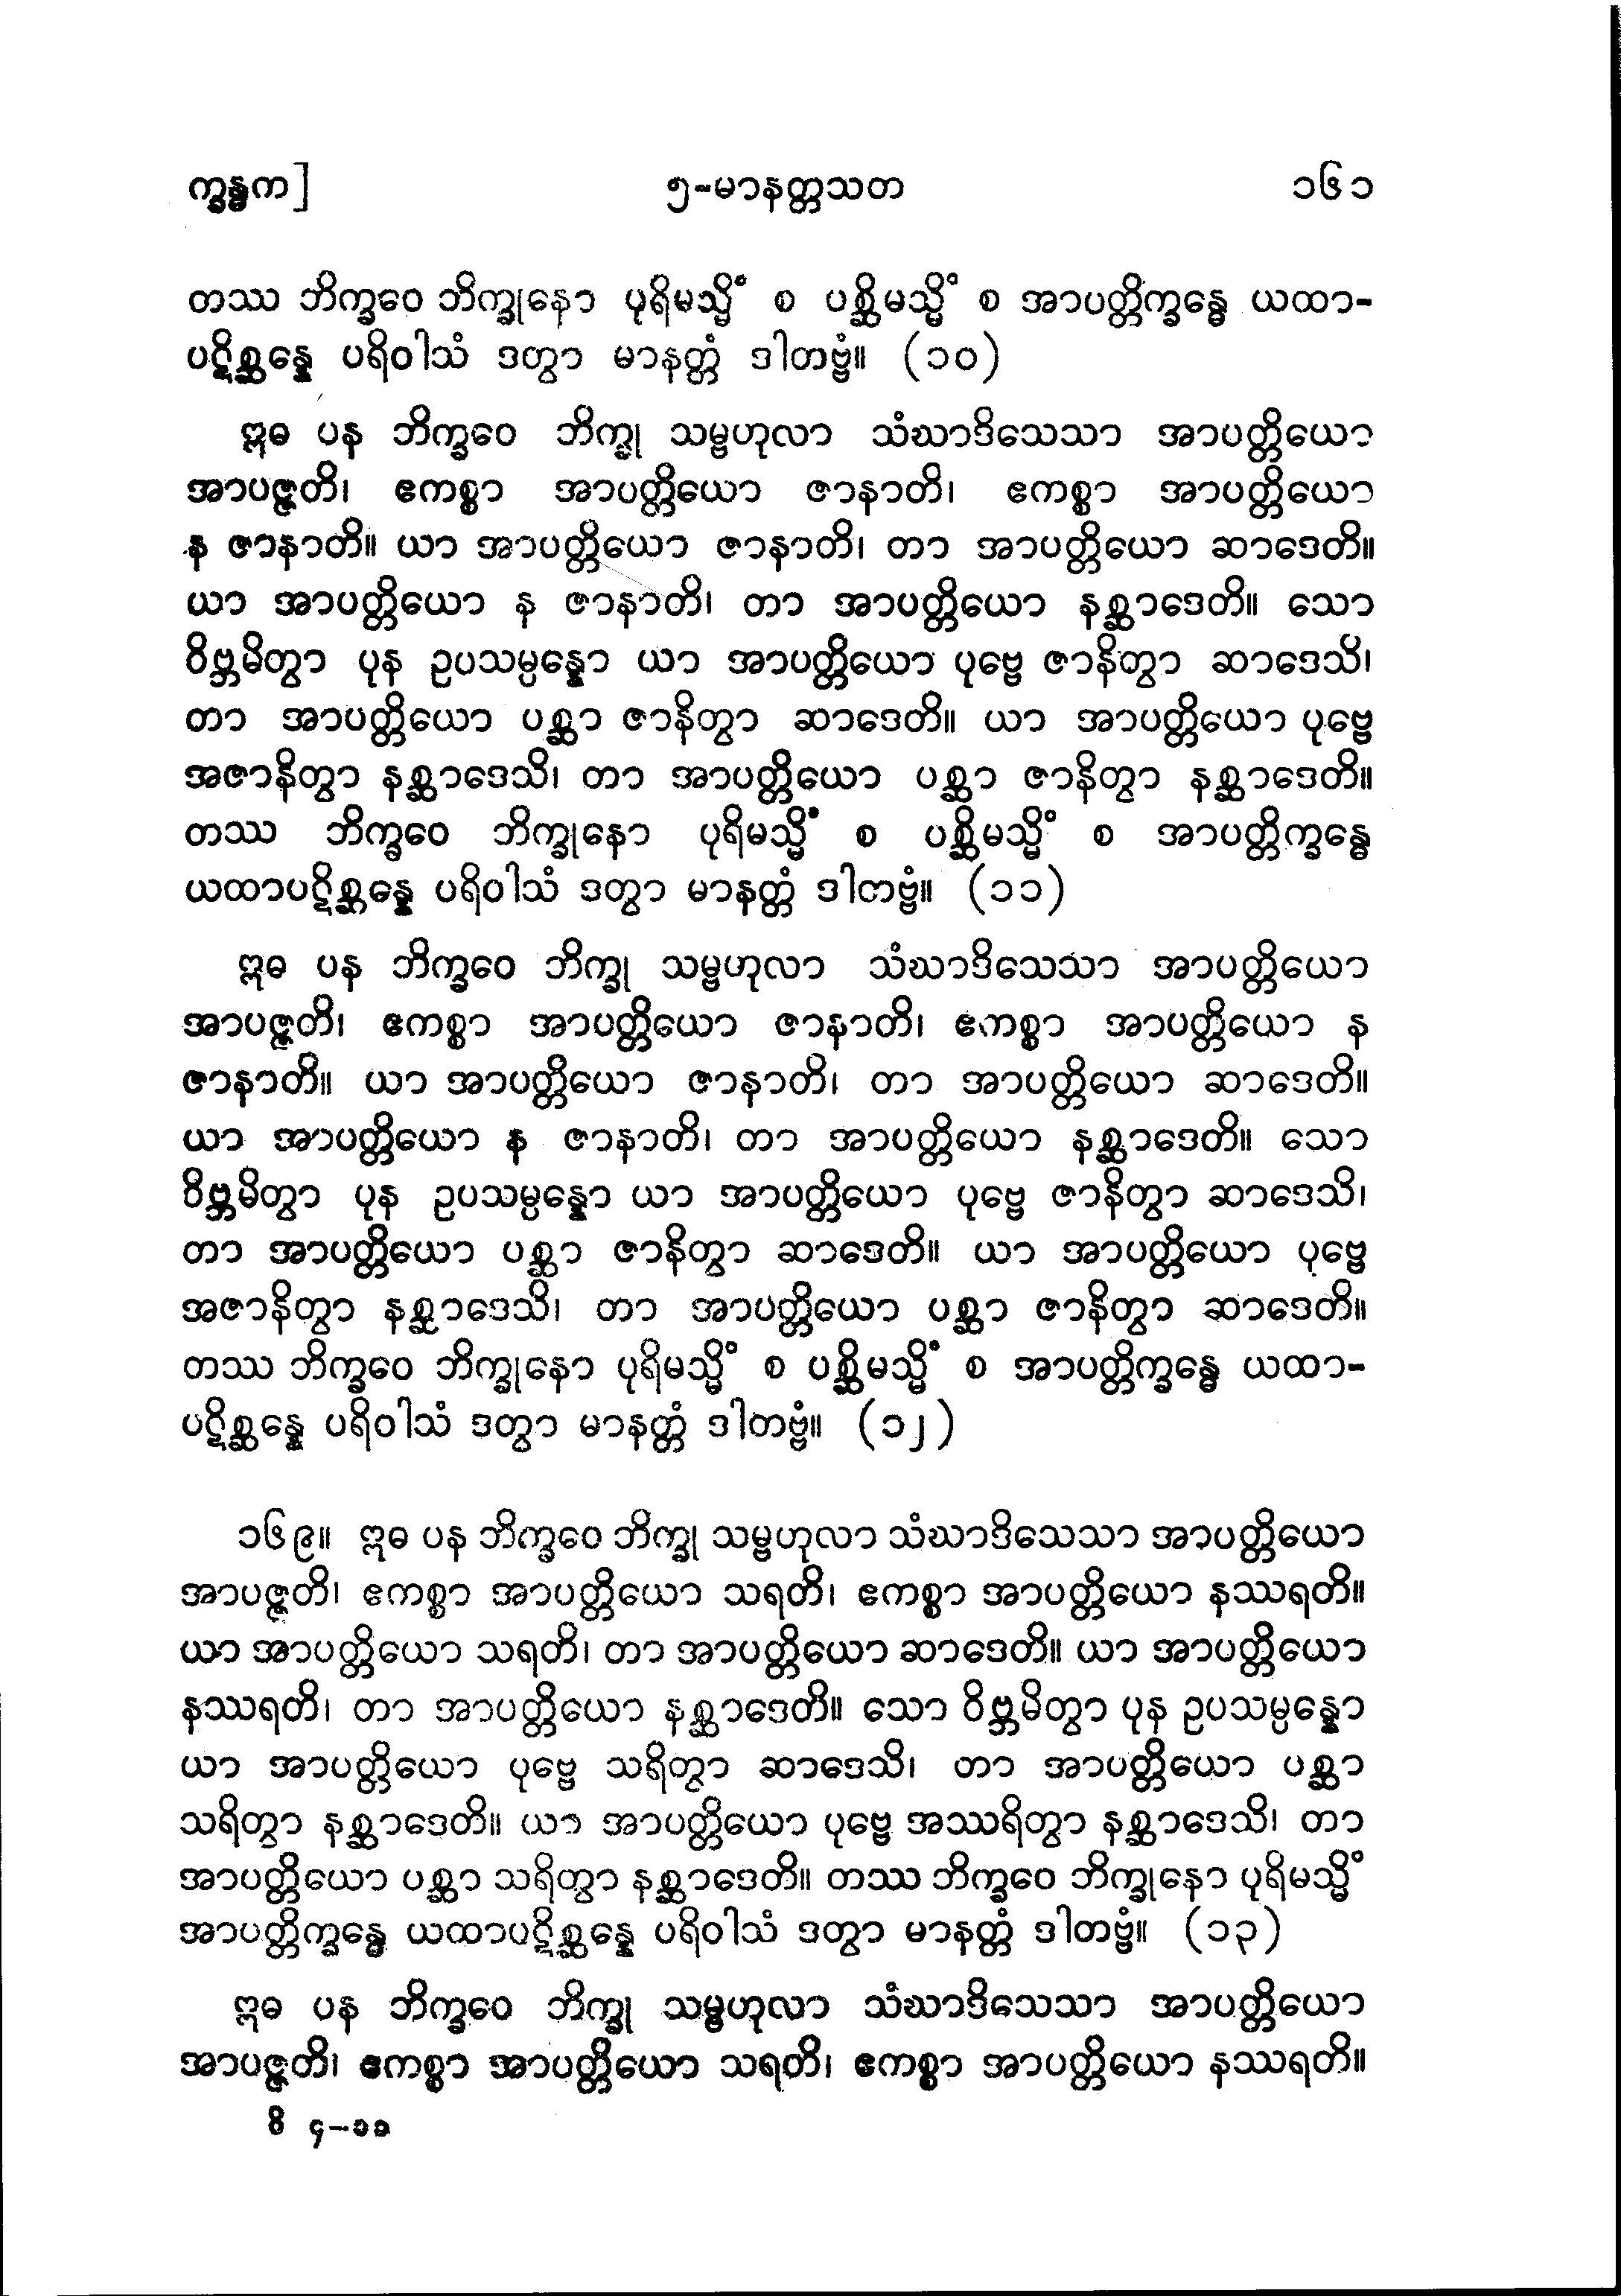 က္ခန္ဓက]
၅-မာနတ္တသတ
၁၆၁
တဿ ဘိက္ခဝေ ဘိက္ခုနော ပုရိမသ္မိံ စ ပစ္ဆိမသ္မိံ စ အာပတ္တိက္ခန္ဓေ ယထာ-
ပဋိစ္ဆန္နေ ပရိဝါသံ ဒတွာ မာနတ္တံ ဒါတဗ္ဗံ။ (၁၀)
ဣဓ ပန ဘိက္ခဝေ ဘိက္ခု သမ္ဗဟုလာ သံဃာဒိသေသာ အာပတ္တိယော
အာပဇ္ဇတိ၊ ဧကစ္စာ အာပတ္တိယော ဇာနာတိ၊ ဧကစ္စာ အာပတ္တိယော
န ဇာနာတိ။ ယာ အာပတ္တိယော ဇာနာတိ၊ တာ အာပတ္တိယော ဆာဒေတိ။
ယာ အာပတ္တိယော န ဇာနာတိ၊ တာ အာပတ္တိယော နစ္ဆာဒေတိ။ သော
ဝိဗ္ဘမိတွာ ပုန ဥပသမ္ပန္နော ယာ အာပတ္တိယော ပုဗ္ဗေ ဇာနိတွာ ဆာဒေသိ၊
တာ အာပတ္တိယော ပစ္ဆာ ဇာနိတွာ ဆာဒေတိ။ ယာ အာပတ္တိယော ပုဗ္ဗေ
အဇာနိတွာ နစ္ဆာဒေသိ၊ တာ အာပတ္တိယော ပစ္ဆာ ဇာနိတွာ နစ္ဆာဒေတိ။
တဿ ဘိက္ခဝေ ဘိက္ခုနော ပုရိမသ္မိံ စ ပစ္ဆိမသ္မိံ စ အာပတ္တိက္ခန္ဓေ
ယထာပဋိစ္ဆန္နေ ပရိဝါသံ ဒတွာ မာနတ္တံ ဒါတဗ္ဗံ။ (၁၁)
ဣဓ ပန ဘိက္ခဝေ ဘိက္ခု သမ္ဗဟုလာ သံဃာဒိသေသာ အာပတ္တိယော
အာပဇ္ဇတိ၊ ဧကစ္စာ အာပတ္တိယော ဇာနာတိ၊ ဧကစ္စာ အာပတ္တိယော န
ဇာနာတိ။ ယာ အာပတ္တိယော ဇာနာတိ၊ တာ အာပတ္တိယော ဆာဒေတိ။
ယာ အာပတ္တိယော န ဇာနာတိ၊ တာ အာပတ္တိယော နစ္ဆာဒေတိ။ သော
ဝိဗ္ဘမိတွာ ပုန ဥပသမ္ပန္နော ယာ အာပတ္တိယော ပုဗ္ဗေ ဇာနိတွာ ဆာဒေသိ၊
တာ အာပတ္တိယော ပစ္ဆာ ဇာနိတွာ ဆာဒေတိ။ ယာ အာပတ္တိယော ပုဗ္ဗေ
အဇာနိတွာ နစ္ဆာဒေသိ၊ တာ အာပတ္တိယော ပစ္ဆာ ဇာနိတွာ ဆာဒေတိ။
တဿ ဘိက္ခဝေ ဘိက္ခုနော ပုရိမသ္မိံ စ ပစ္ဆိမသ္မိံ စ အာပတ္တိက္ခန္ဓေ ယထာ-
ပဋိစ္ဆန္နေ ပရိဝါသံ ဒတွာ မာနတ္တံ ဒါတဗ္ဗံ။ (၁၂)
၁၆၉။ ဣဓ ပန ဘိက္ခဝေ ဘိက္ခု သမ္ဗဟုလာ သံဃာဒိသေသာ အာပတ္တိယော
အာပဇ္ဇတိ၊ ဧကစ္စာ အာပတ္တိယော သရတိ၊ ဧကစ္စာ အာပတ္တိယော နဿရတိ။
ယာ အာပတ္တိယော သရတိ၊ တာ အာပတ္တိယော ဆာဒေတိ။ ယာ အာပတ္တိယော
နဿရတိ၊ တာ အာပတ္တိယော နစ္ဆာဒေတိ။ သော ဝိဗ္ဘမိတွာ ပုန ဥပသမ္ပန္နော
ယာ အာပတ္တိယော ပုဗ္ဗေ သရိတွာ ဆာဒေသိ၊ တာ အာပတ္တိယော ပစ္ဆာ
သရိတွာ နစ္ဆာဒေတိ။ ယာ အာပတ္တိယော ပုဗ္ဗေ အဿရိတွာ နစ္ဆာဒေသိ၊ တာ
အာပတ္တိယော ပစ္ဆာ သရိတွာ နစ္ဆာဒေတိ။ တဿ ဘိက္ခဝေ ဘိက္ခုနော ပုရိမသ္မိံ
အာပတ္တိက္ခန္ဓေ ယထာပဋိစ္ဆန္နေ ပရိဝါသံ ဒတွာ မာနတ္တံ ဒါတဗ္ဗံ။ (၁၃)
ဣဓ ပန ဘိက္ခဝေ ဘိက္ခု သမ္ဗဟုလာ သံဃာဒိသေသာ အာပတ္တိယော
အာပဇ္ဇတိ၊ ဧကစ္စာ အာပတ္တိယော သရတိ၊ ဧကစ္စာ အာပတ္တိယော နဿရတိ။
ဝိ ၄-၁၁